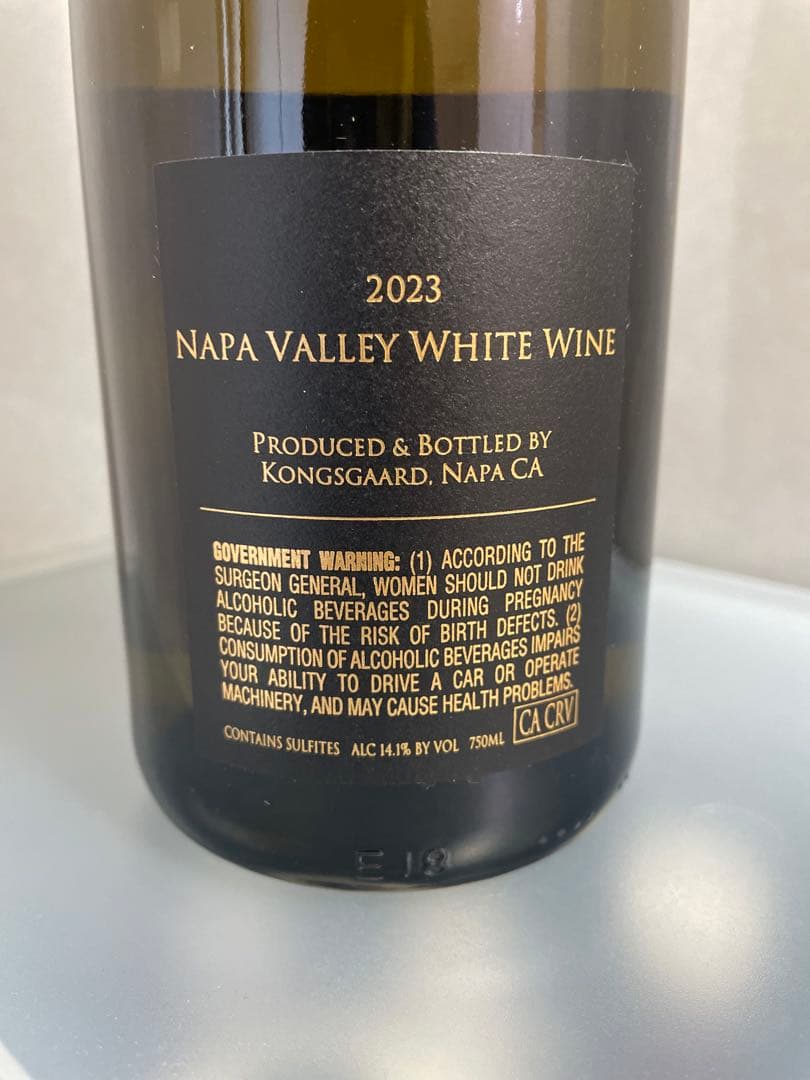 2023
NAPA VALLEY WHITE WINE
PRODUCED & BOTTLED BY
KONGSGAARD, NAPA CA
GOVERNMENT WARNING: (1) ACCORDING TO THE
SURGEON GENERAL, WOMEN SHOULD NOT DRINK
ALCOHOLIC BEVERAGES DURING PREGNANCY
BECAUSE OF THE RISK OF BIRTH DEFECTS. (2)
CONSUMPTION OF ALCOHOLIC BEVERAGES IMPAIRS
YOUR ABILITY TO DRIVE A CAR OR OPERATE
MACHINERY, AND MAY CAUSE HEALTH PROBLEMS.
CONTAINS SULFITES ALC 14.1% BY VOL 750ML CA CRV
E 18